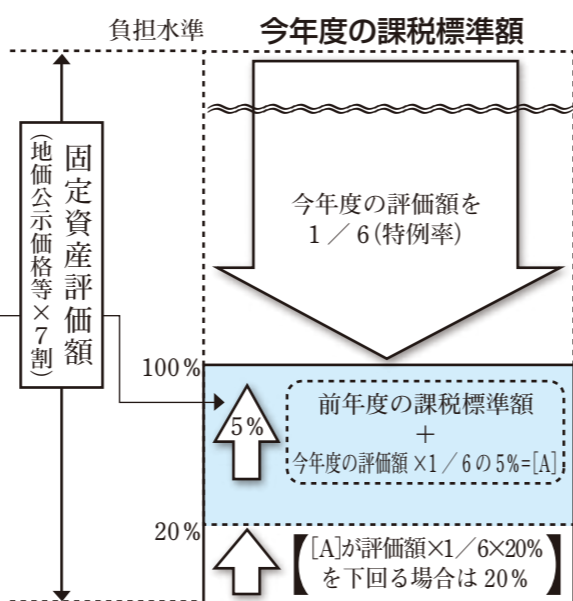 負担水準
今年度の課税標準額
固定資産評価額
(地価公示価格等×7割)
今年度の評価額を
1／6(特例率)
100%
5%
前年度の課税標準額
+
今年度の評価額×1／6の5%=[A]
20%
【[A]が評価額×1／6×20%
を下回る場合は20%】